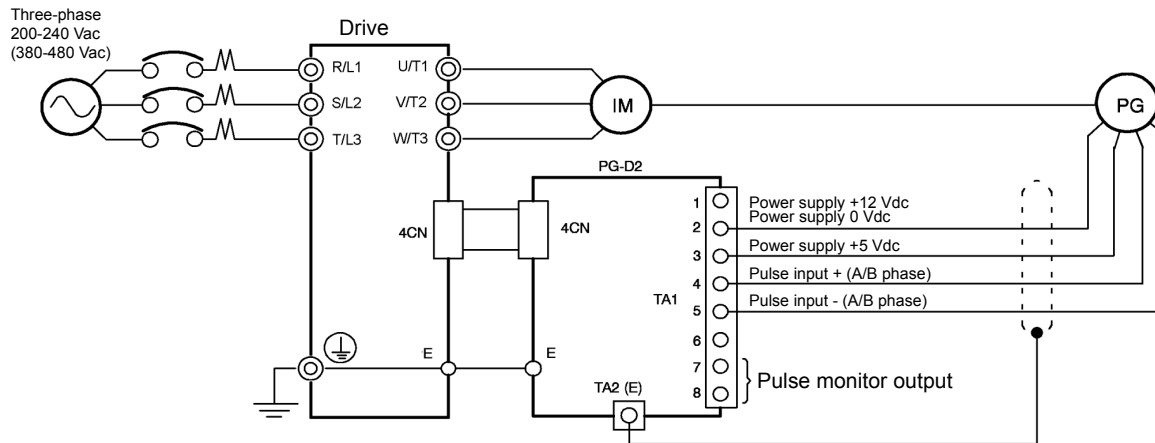 Three-phase
200-240 Vac
(380-480 Vac)
Drive
R/L1
U/T1
S/L2
V/T2
IM
PG
T/L3
W/T3
PG-D2
1
Power supply +12 Vdc
2
Power supply 0 Vdc
4CN
4CN
3
Power supply +5 Vdc
4
Pulse input + (A/B phase)
TA1
5
Pulse input - (A/B phase)
6
E
E
7
8
Pulse monitor output
TA2 (E)